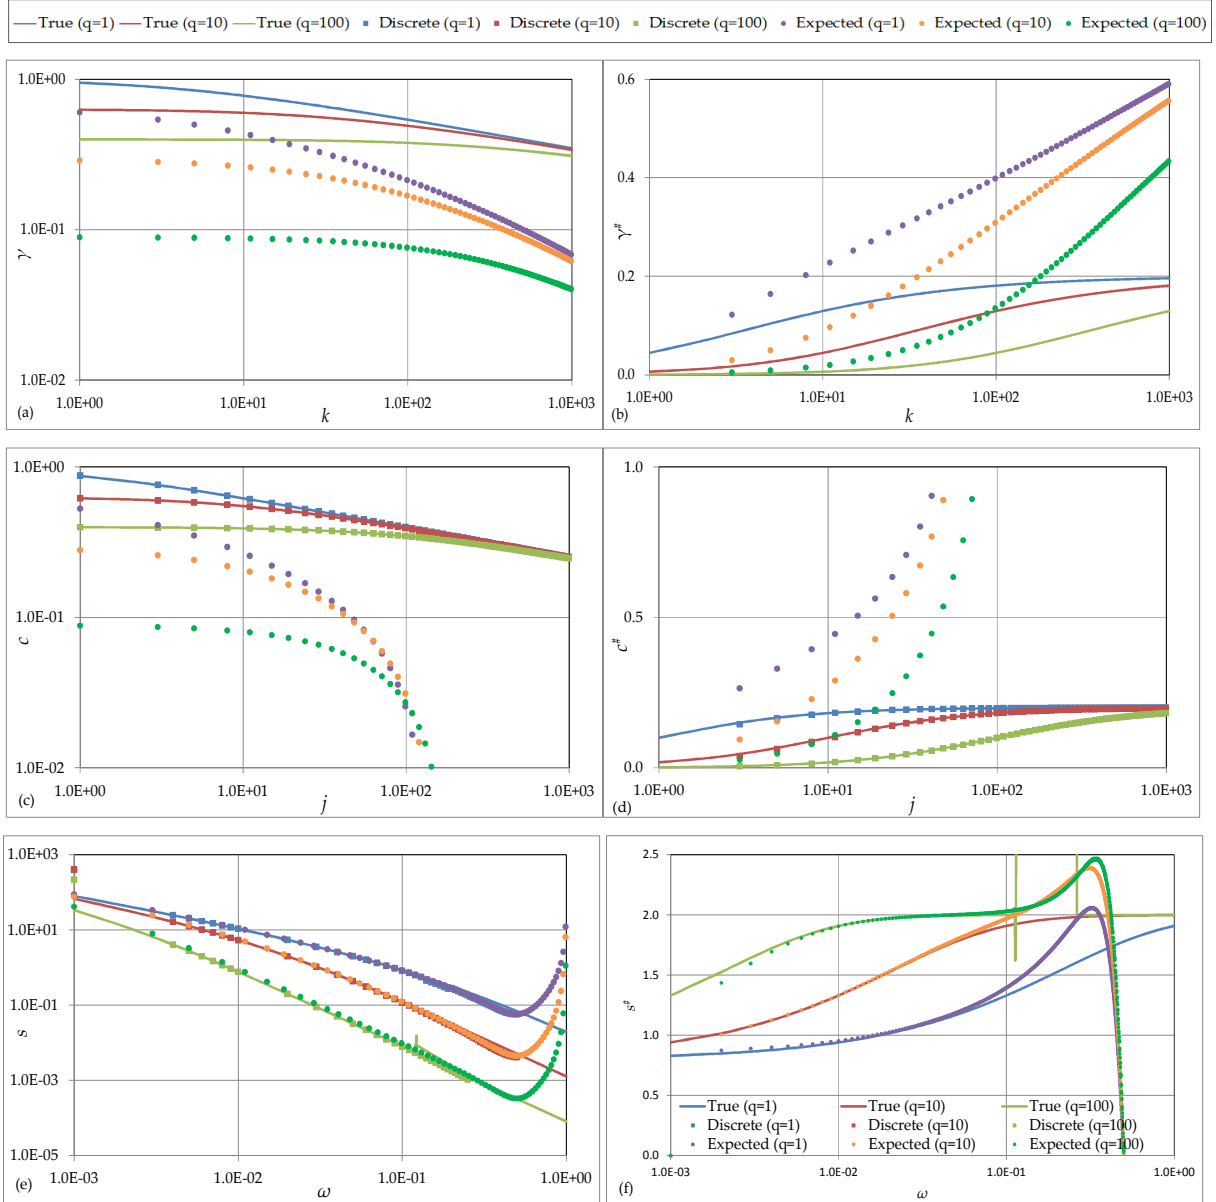 True (q=1) True (q=10) True (q=100) Discrete (q=1) Discrete (q=10) Discrete (q=100) Expected (q=1) Expected (q=10) Expected (q=100)
1.0E+00
1.0E-01
1.0E-02
γ
1.0E+00 1.0E+01 1.0E+02 1.0E+03
(a)
k
0.6
0.4
0.2
0.0
γ#
1.0E+00 1.0E+01 1.0E+02 1.0E+03
(b)
k
1.0E+00
1.0E-01
1.0E-02
c
1.0E+00 1.0E+01 1.0E+02 1.0E+03
(c)
j
1.0
0.5
0.0
c#
1.0E+00 1.0E+01 1.0E+02 1.0E+03
(d)
j
1.0E+03
1.0E+01
1.0E-01
1.0E-03
1.0E-05
s
1.0E-03 1.0E-02 1.0E-01 1.0E+00
(e)
ω
2.5
2.0
1.5
1.0
0.5
0.0
s#
True (q=1) True (q=10) True (q=100)
Discrete (q=1) Discrete (q=10) Discrete (q=100)
Expected (q=1) Expected (q=10) Expected (q=100)
1.0E-03 1.0E-02 1.0E-01 1.0E+00
(f)
ω